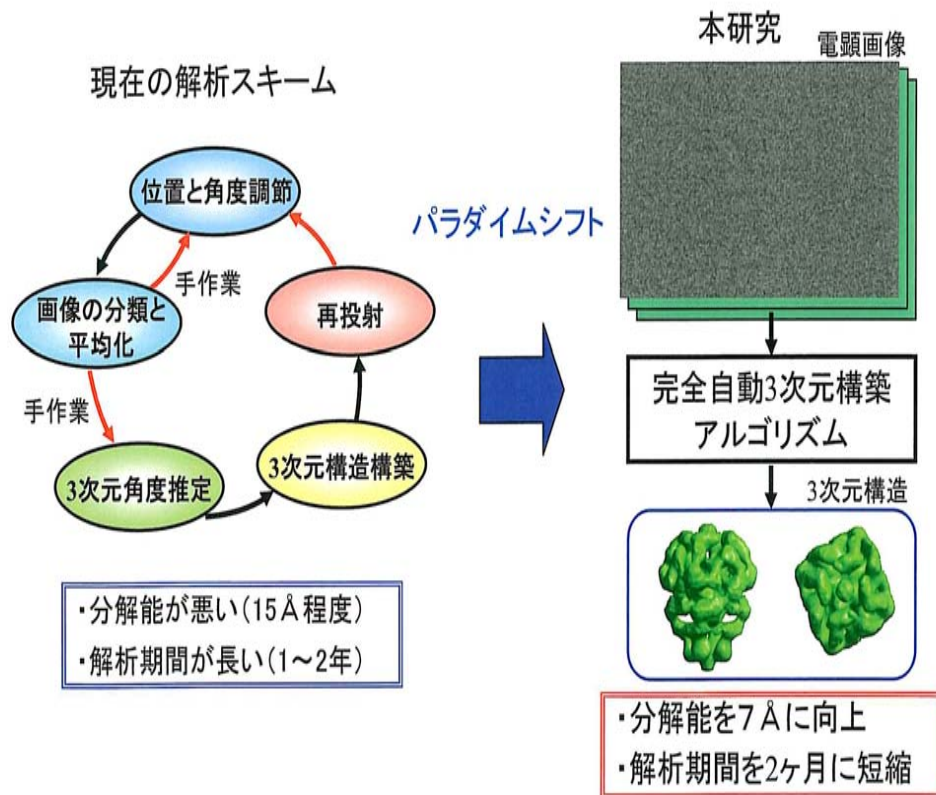 現在の解析スキーム
位置と角度調節
手作業
画像の分類と
平均化
再投射
手作業
3次元角度推定
3次元構造構築
・分解能が悪い（15Å程度）
・解析期間が長い（1～2年）
パラダイムシフト
本研究
電顕画像
完全自動3次元構築
アルゴリズム
3次元構造
・分解能を7Åに向上
・解析期間を2ヶ月に短縮